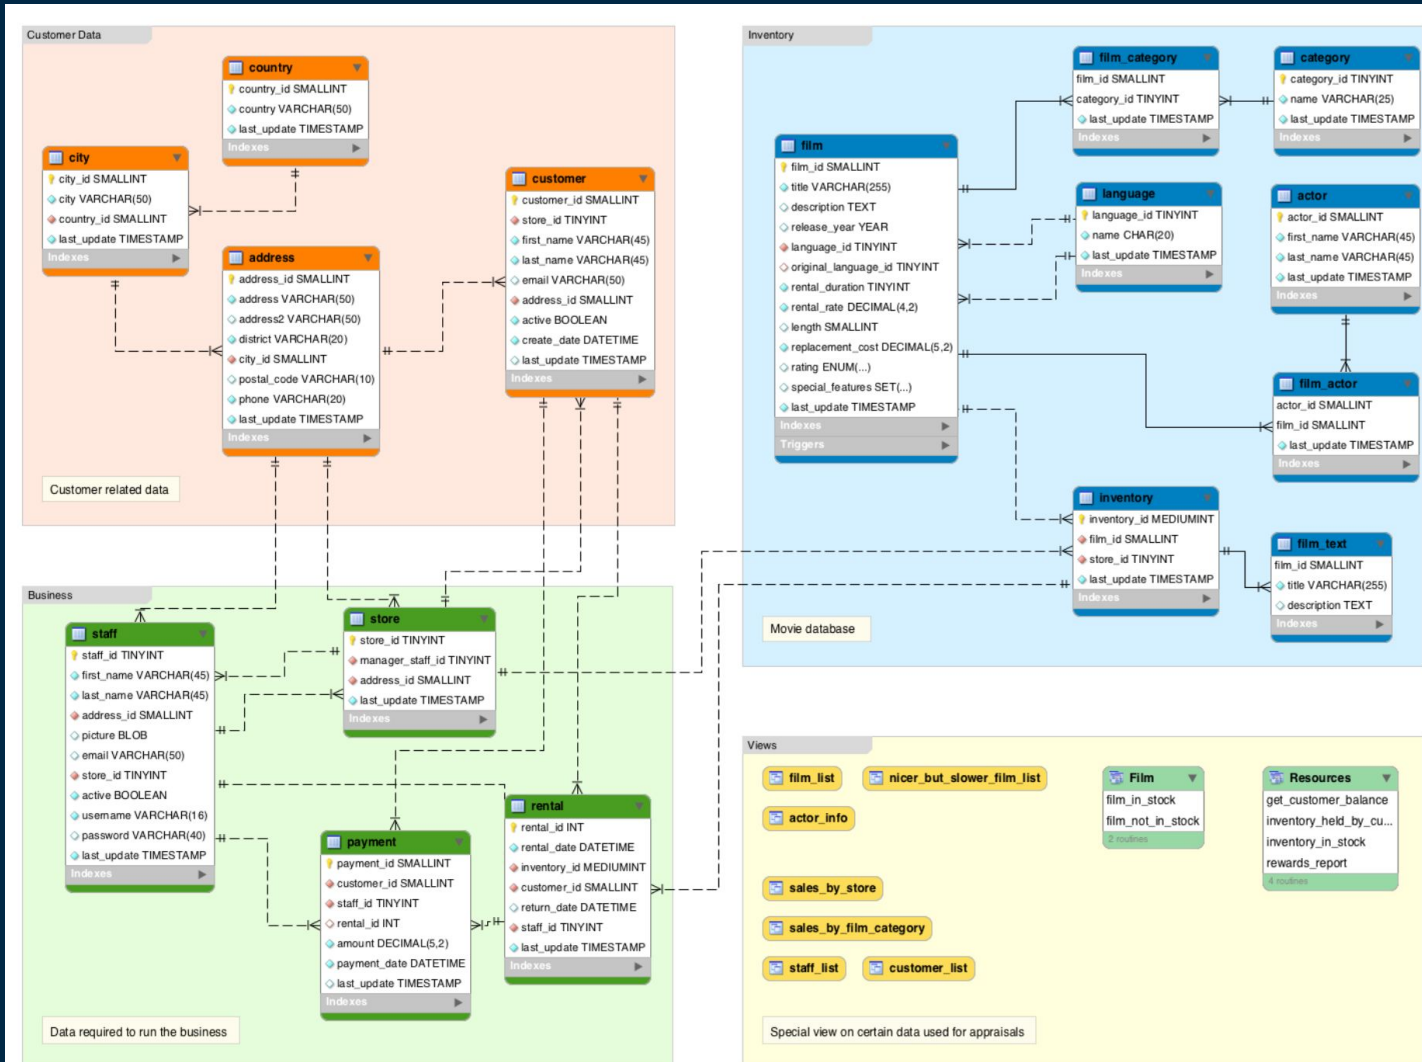 Customer Data
country
country_id SMALLINT
country VARCHAR(50)
last_update TIMESTAMP
Indexes
city
city_id SMALLINT
city VARCHAR(50)
country_id SMALLINT
last_update TIMESTAMP
Indexes
address
address_id SMALLINT
address VARCHAR(50)
address2 VARCHAR(50)
district VARCHAR(20)
city_id SMALLINT
postal_code VARCHAR(10)
phone VARCHAR(20)
last_update TIMESTAMP
Indexes
customer
customer_id SMALLINT
store_id TINYINT
first_name VARCHAR(45)
last_name VARCHAR(45)
email VARCHAR(50)
address_id SMALLINT
active BOOLEAN
create_date DATETIME
last_update TIMESTAMP
Indexes
Customer related data
Business
staff
staff_id TINYINT
first_name VARCHAR(45)
last_name VARCHAR(45)
address_id SMALLINT
picture BLOB
email VARCHAR(50)
store_id TINYINT
active BOOLEAN
username VARCHAR(16)
password VARCHAR(40)
last_update TIMESTAMP
Indexes
store
store_id TINYINT
manager_staff_id TINYINT
address_id SMALLINT
last_update TIMESTAMP
Indexes
payment
payment_id SMALLINT
customer_id SMALLINT
staff_id TINYINT
rental_id INT
amount DECIMAL(5,2)
payment_date DATETIME
last_update TIMESTAMP
Indexes
rental
rental_id INT
rental_date DATETIME
inventory_id MEDIUMINT
customer_id SMALLINT
return_date DATETIME
staff_id TINYINT
last_update TIMESTAMP
Indexes
Data required to run the business
Inventory
film
film_id SMALLINT
title VARCHAR(255)
description TEXT
release_year YEAR
language_id TINYINT
original_language_id TINYINT
rental_duration TINYINT
rental_rate DECIMAL(4,2)
length SMALLINT
replacement_cost DECIMAL(5,2)
rating ENUM(...)
special_features SET(...)
last_update TIMESTAMP
Indexes
Triggers
film_category
film_id SMALLINT
category_id TINYINT
last_update TIMESTAMP
Indexes
category
category_id TINYINT
name VARCHAR(25)
last_update TIMESTAMP
Indexes
language
language_id TINYINT
name CHAR(20)
last_update TIMESTAMP
Indexes
actor
actor_id SMALLINT
first_name VARCHAR(45)
last_name VARCHAR(45)
last_update TIMESTAMP
Indexes
film_actor
actor_id SMALLINT
film_id SMALLINT
last_update TIMESTAMP
Indexes
inventory
inventory_id MEDIUMINT
film_id SMALLINT
store_id TINYINT
last_update TIMESTAMP
Indexes
film_text
film_id SMALLINT
title VARCHAR(255)
description TEXT
Indexes
Movie database
Views
film_list
nicer_but_slower_film_list
actor_info
sales_by_store
sales_by_film_category
staff_list
customer_list
Film
film_in_stock
film_not_in_stock
2 routines
Resources
get_customer_balance
inventory_held_by_cu...
inventory_in_stock
rewards_report
4 routines
Special view on certain data used for appraisals